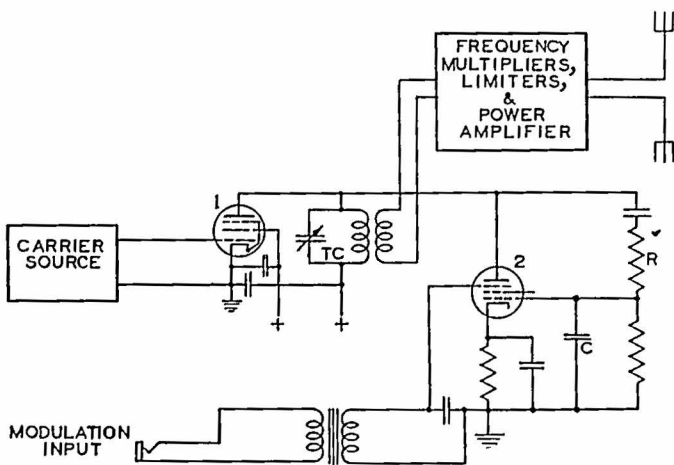 FREQUENCY
MULTIPLIERS,
LIMITERS,
&
POWER
AMPLIFIER
1
CARRIER
SOURCE
TC
2
R
C
+ +
MODULATION
INPUT